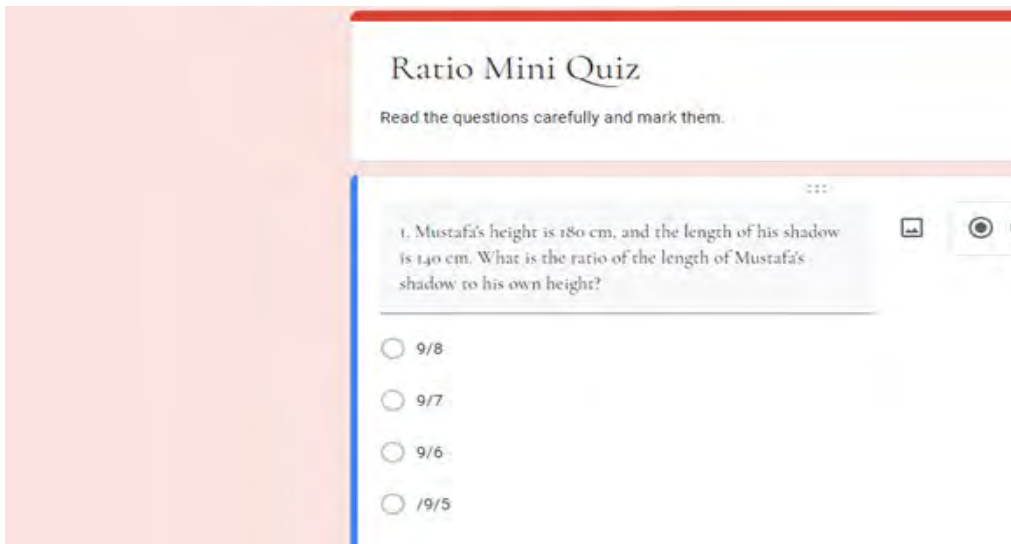 Ratio Mini Quiz
Read the questions carefully and mark them.
1. Mustafa's height is 180 cm, and the length of his shadow
is 140 cm. What is the ratio of the length of Mustafa's
shadow to his own height?
9/8
9/7
9/6
/9/5